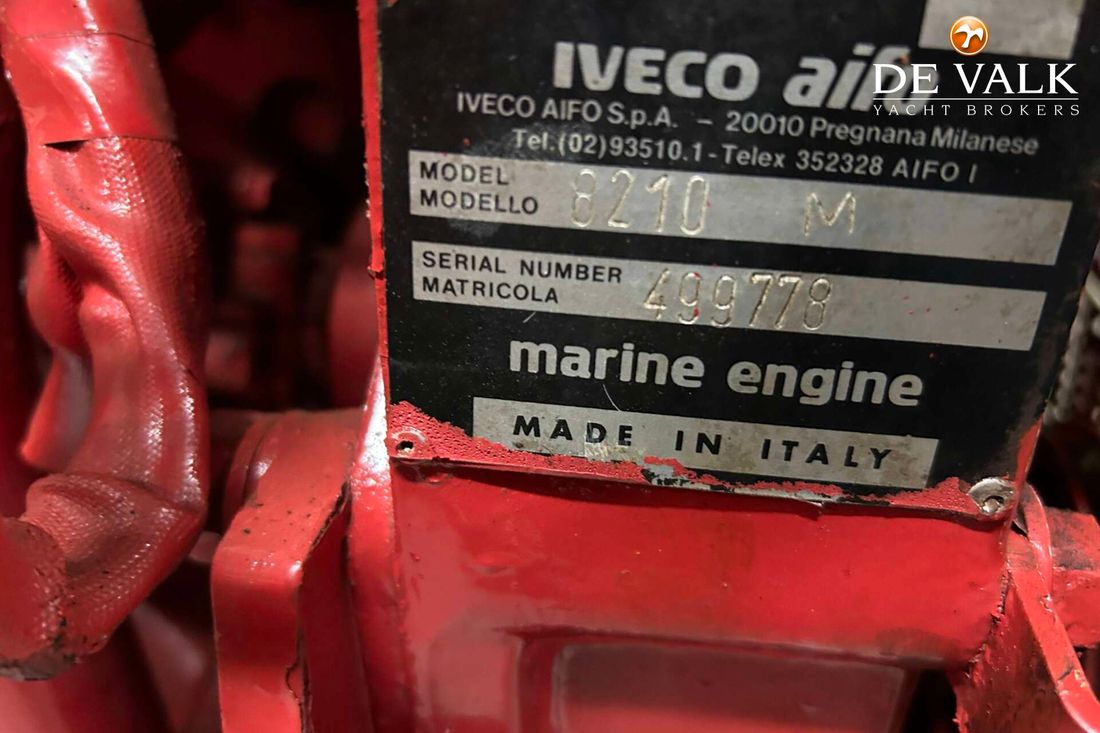 DE VALK
YACHT BROKERS
IVECO aifo
IVECO AIFO S.p.A. - 20010 Pregnana Milanese
Tel.(02)93510.1 - Telex 352328 AIFO I
MODEL
MODELLO
8210 M
SERIAL NUMBER
MATRICOLA
499778
marine engine
MADE IN ITALY